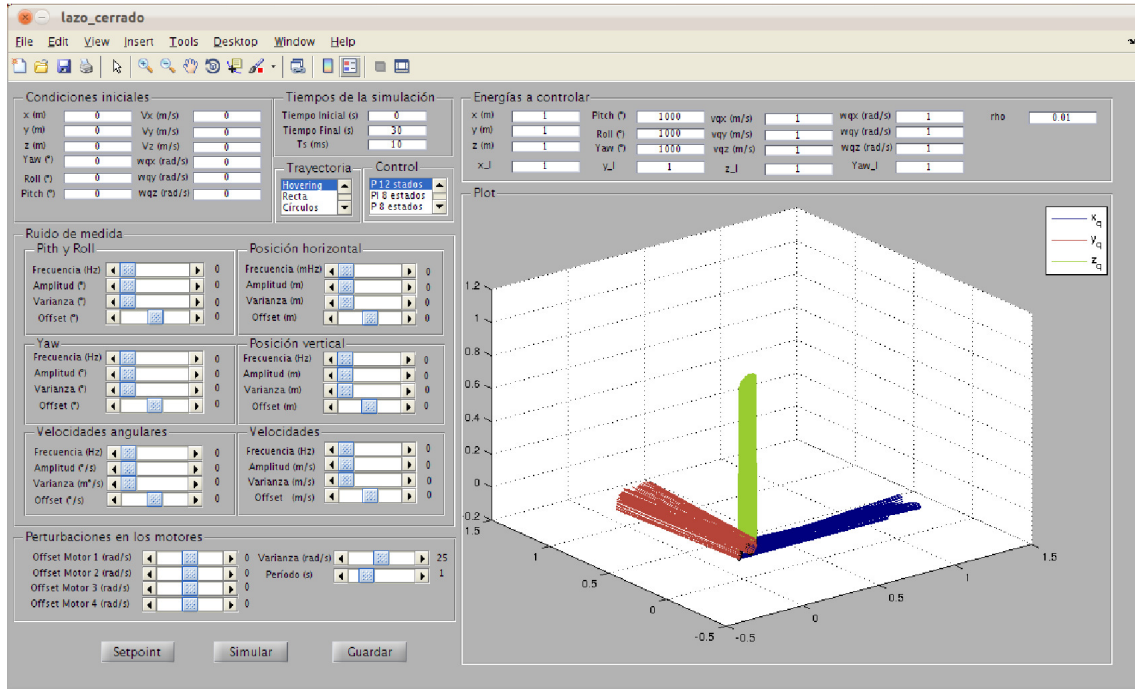 lazo_cerrado
File Edit View Insert Tools Desktop Window Help
Condiciones iniciales
x (m) 0 Vx (m/s) 0
y (m) 0 Vy (m/s) 0
z (m) 0 Vz (m/s) 0
Yaw (°) 0 wqx (rad/s) 0
Roll (°) 0 wqy (rad/s) 0
Pitch (°) 0 wqz (rad/s) 0
Tiempos de la simulación
Tiempo Inicial (s) 0
Tiempo Final (s) 30
Ts (ms) 10
Trayectoria
Hovering
Recta
Círculos
Control
P 12 stados
PI 8 estados
P 8 estados
Energías a controlar
x (m) 1 Pitch (°) 1000 vqx (m/s) 1 wqx (rad/s) 1 rho 0.01
y (m) 1 Roll (°) 1000 vqy (m/s) 1 wqy (rad/s) 1
z (m) 1 Yaw (°) 1000 vqz (m/s) 1 wqz (rad/s) 1
x_I 1 y_I 1 z_I 1 Yaw_I 1
Ruido de medida
Pith y Roll
Frecuencia (Hz) 0
Amplitud (°) 0
Varianza (°) 0
Offset (°) 0
Posición horizontal
Frecuencia (mHz) 0
Amplitud (m) 0
Varianza (m) 0
Offset (m) 0
Yaw
Frecuencia (Hz) 0
Amplitud (°) 0
Varianza (°) 0
Offset (°) 0
Posición vertical
Frecuencia (Hz) 0
Amplitud (m) 0
Varianza (m) 0
Offset (m) 0
Velocidades angulares
Frecuencia (Hz) 0
Amplitud (°/s) 0
Varianza (m°/s) 0
Offset (°/s) 0
Velocidades
Frecuencia (Hz) 0
Amplitud (m/s) 0
Varianza (m/s) 0
Offset (m/s) 0
Perturbaciones en los motores
Offset Motor 1 (rad/s) 0 Varianza (rad/s) 25
Offset Motor 2 (rad/s) 0 Período (s) 1
Offset Motor 3 (rad/s) 0
Offset Motor 4 (rad/s) 0
Setpoint Simular Guardar
Plot
x_q
y_q
z_q
1.2
1
0.8
0.6
0.4
0.2
0
-0.2
1.5
1
0.5
0
-0.5
-0.5
0
0.5
1
1.5